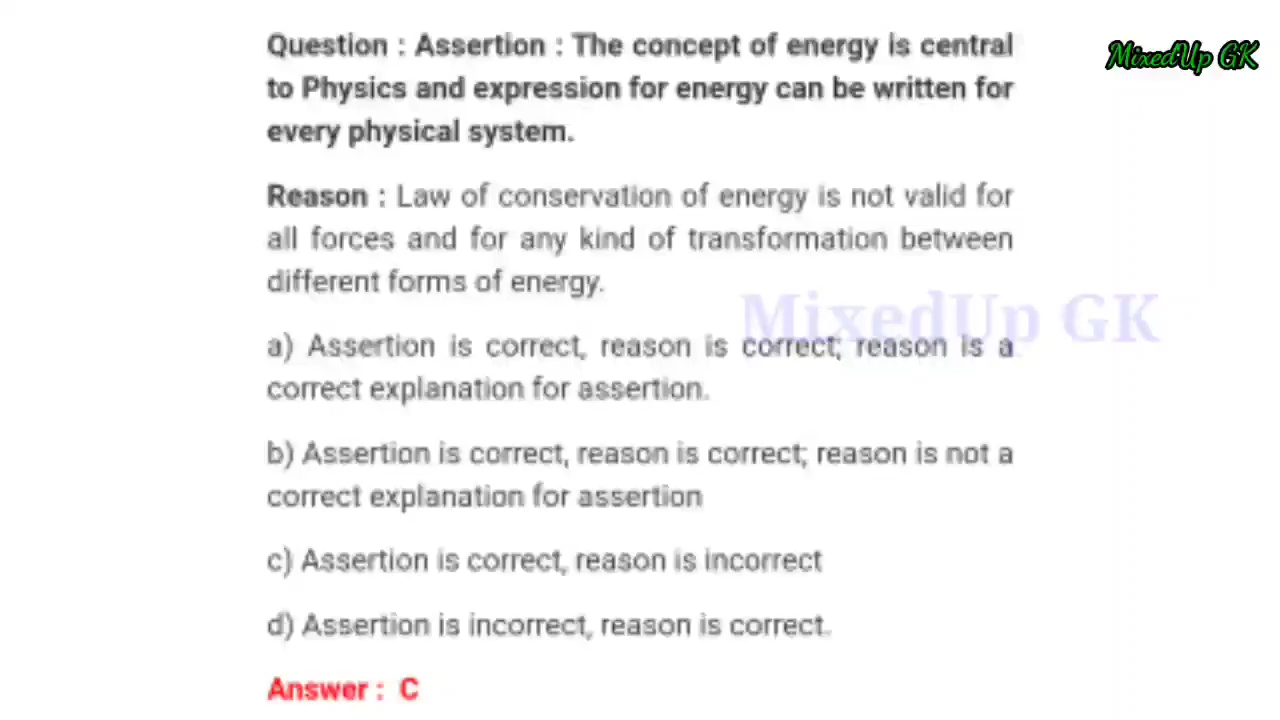 Question : Assertion : The concept of energy is central
to Physics and expression for energy can be written for
every physical system.
MixedUp GK
Reason : Law of conservation of energy is not valid for
all forces and for any kind of transformation between
different forms of energy.
MixedUp GK
a) Assertion is correct, reason is correct; reason is a
correct explanation for assertion.
b) Assertion is correct, reason is correct; reason is not a
correct explanation for assertion
c) Assertion is correct, reason is incorrect
d) Assertion is incorrect, reason is correct.
Answer : C